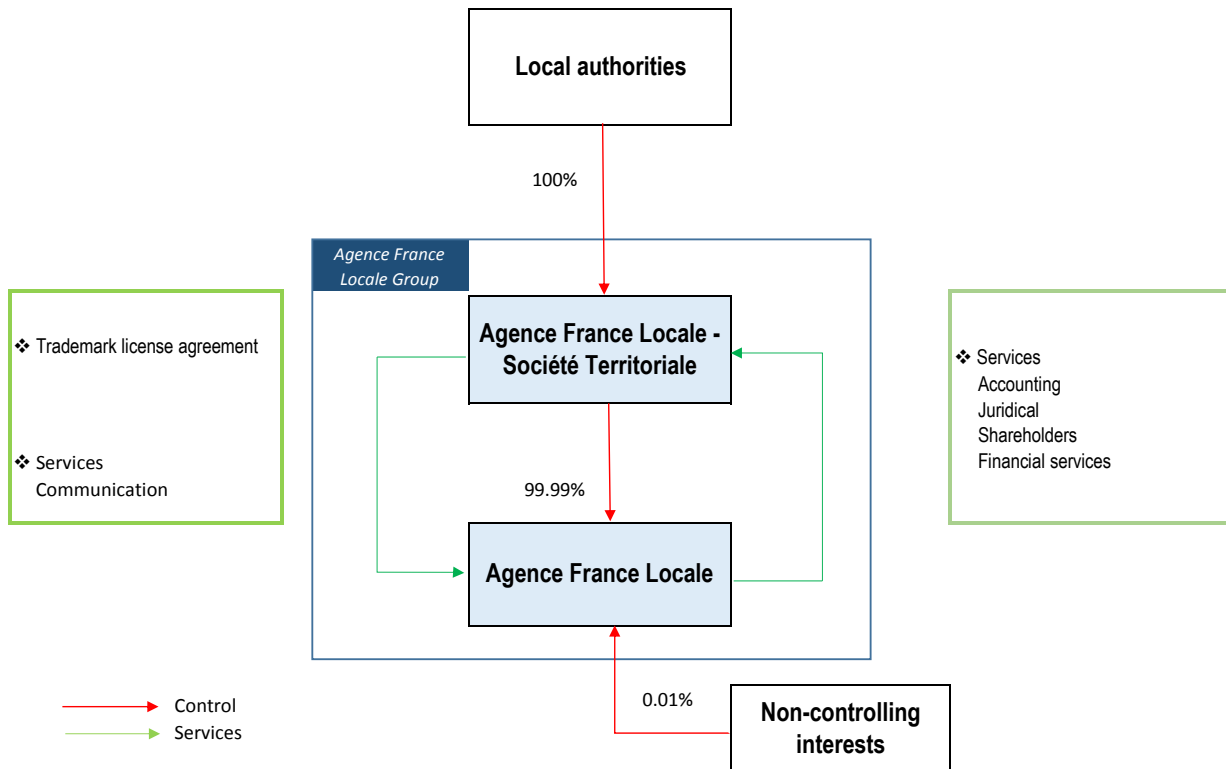 Local authorities
100%
Agence France
Locale Group
❖ Trademark license agreement
❖ Services
Communication
Agence France Locale -
Société Territoriale
❖ Services
Accounting
Juridical
Shareholders
Financial services
99.99%
Agence France Locale
0.01%
Non-controlling
interests
Control
Services